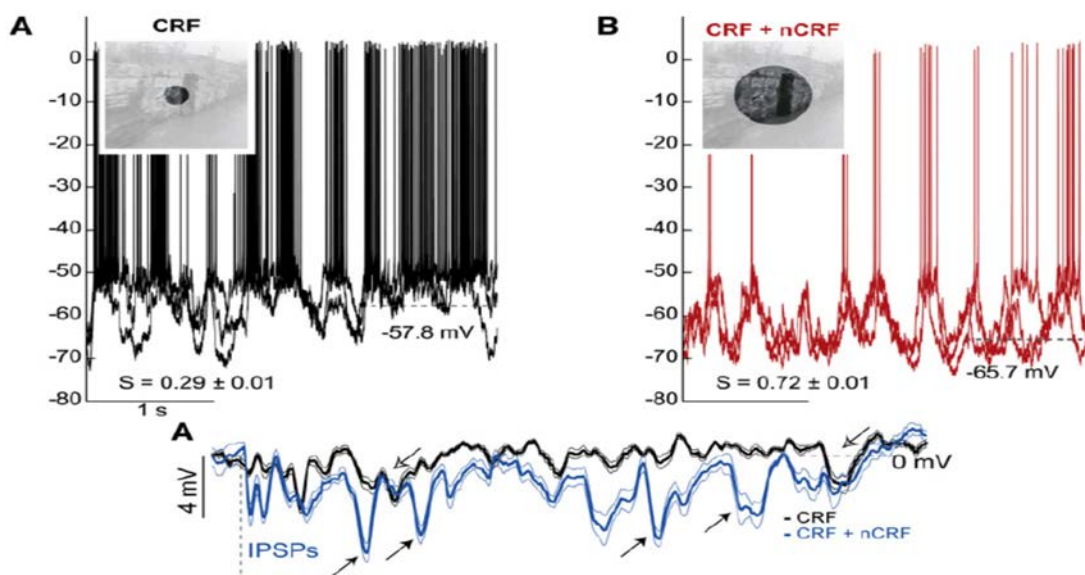 A
CRF
0
-10
-20
-30
-40
-50
-60
-70
-80
-57.8 mV
S = 0.29 ± 0.01
1 s
B
CRF + nCRF
0
-10
-20
-30
-40
-50
-60
-70
-80
-65.7 mV
S = 0.72 ± 0.01
A
4 mV
0 mV
CRF
CRF + nCRF
IPSPs